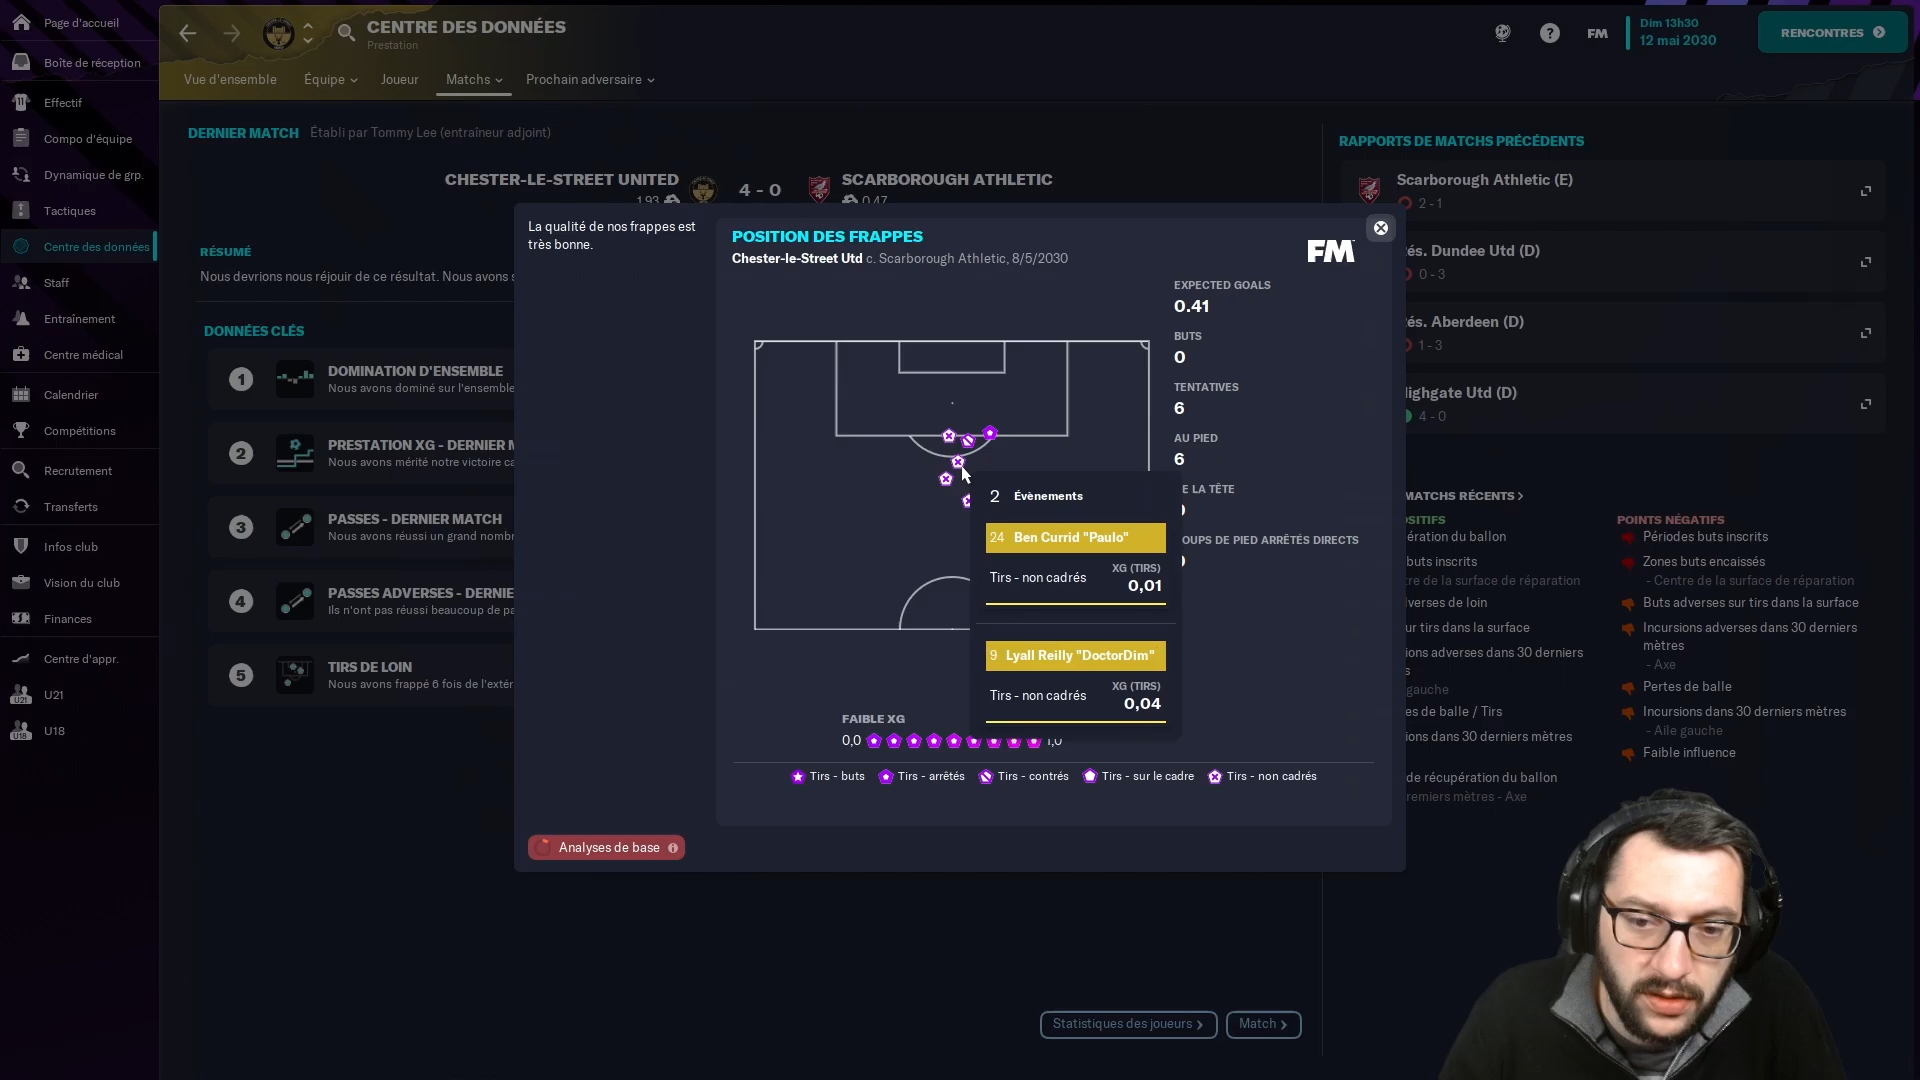 Page d'accueil
Boîte de réception
Effectif
Compo d'équipe
Dynamique de grp.
Tactiques
Centre des données
Staff
Entraînement
Centre médical
Calendrier
Compétitions
Recrutement
Transferts
Infos club
Vision du club
Finances
Centre d'appr.
U21
U21
U18
U18
CENTRE DES DONNÉES
Prestation
FM
Dim 13h30
12 mai 2030
RENCONTRES
Vue d'ensemble
Équipe
Joueur
Matchs
Prochain adversaire
DERNIER MATCH Établi par Tommy Lee (entraîneur adjoint)
CHESTER-LE-STREET UNITED
4 - 0
SCARBOROUGH ATHLETIC
1,93
0,47
RÉSUMÉ
Nous devrions nous réjouir de ce résultat. Nous avons
DONNÉES CLÉS
1
DOMINATION D'ENSEMBLE
Nous avons dominé sur l'ensemble
2
PRESTATION XG - DERNIER M
Nous avons mérité notre victoire ca
3
PASSES - DERNIER MATCH
Nous avons réussi un grand nomb
4
PASSES ADVERSES - DERNIE
Ils n'ont pas réussi beaucoup de pa
5
TIRS DE LOIN
Nous avons frappé 6 fois de l'extér
La qualité de nos frappes est
très bonne.
POSITION DES FRAPPES
Chester-le-Street Utd c. Scarborough Athletic, 8/5/2030
FM
EXPECTED GOALS
0.41
BUTS
0
TENTATIVES
6
AU PIED
6
E LA TÊTE
OUPS DE PIED ARRÊTÉS DIRECTS
2 Évènements
24 Ben Currid "Paulo"
Tirs - non cadrés
XG (TIRS)
0,01
9 Lyall Reilly "DoctorDim"
Tirs - non cadrés
XG (TIRS)
0,04
FAIBLE XG
0,0
1,0
Tirs - buts
Tirs - arrêtés
Tirs - contrés
Tirs - sur le cadre
Tirs - non cadrés
Analyses de base
Statistiques des joueurs
Match
RAPPORTS DE MATCHS PRÉCÉDENTS
Scarborough Athletic (E)
2 - 1
és. Dundee Utd (D)
0 - 3
és. Aberdeen (D)
1 - 3
lighgate Utd (D)
4 - 0
MATCHS RÉCENTS
OSITIFS
ération du ballon
buts inscrits
tre de la surface de réparation
lverses de loin
ur tirs dans la surface
ions adverses dans 30 derniers
s
gauche
es de balle / Tirs
ions dans 30 derniers mètres
de récupération du ballon
remiers mètres - Axe
POINTS NÉGATIFS
Périodes buts inscrits
Zones buts encaissés
- Centre de la surface de réparation
Buts adverses sur tirs dans la surface
Incursions adverses dans 30 derniers
mètres
- Axe
Pertes de balle
Incursions dans 30 derniers mètres
- Aile gauche
Faible influence